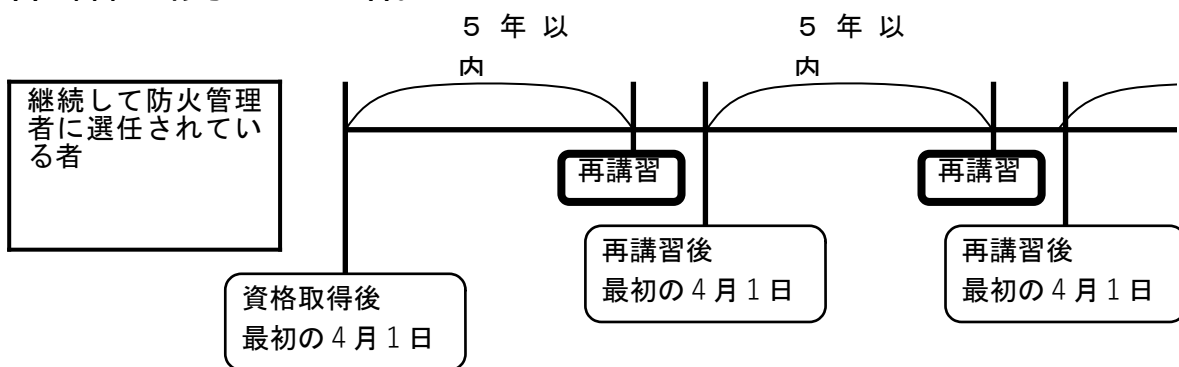 ５年以
内
５年以
内
継続して防火管理
者に選任されてい
る者
再講習
再講習
再講習後
最初の４月１日
再講習後
最初の４月１日
資格取得後
最初の４月１日